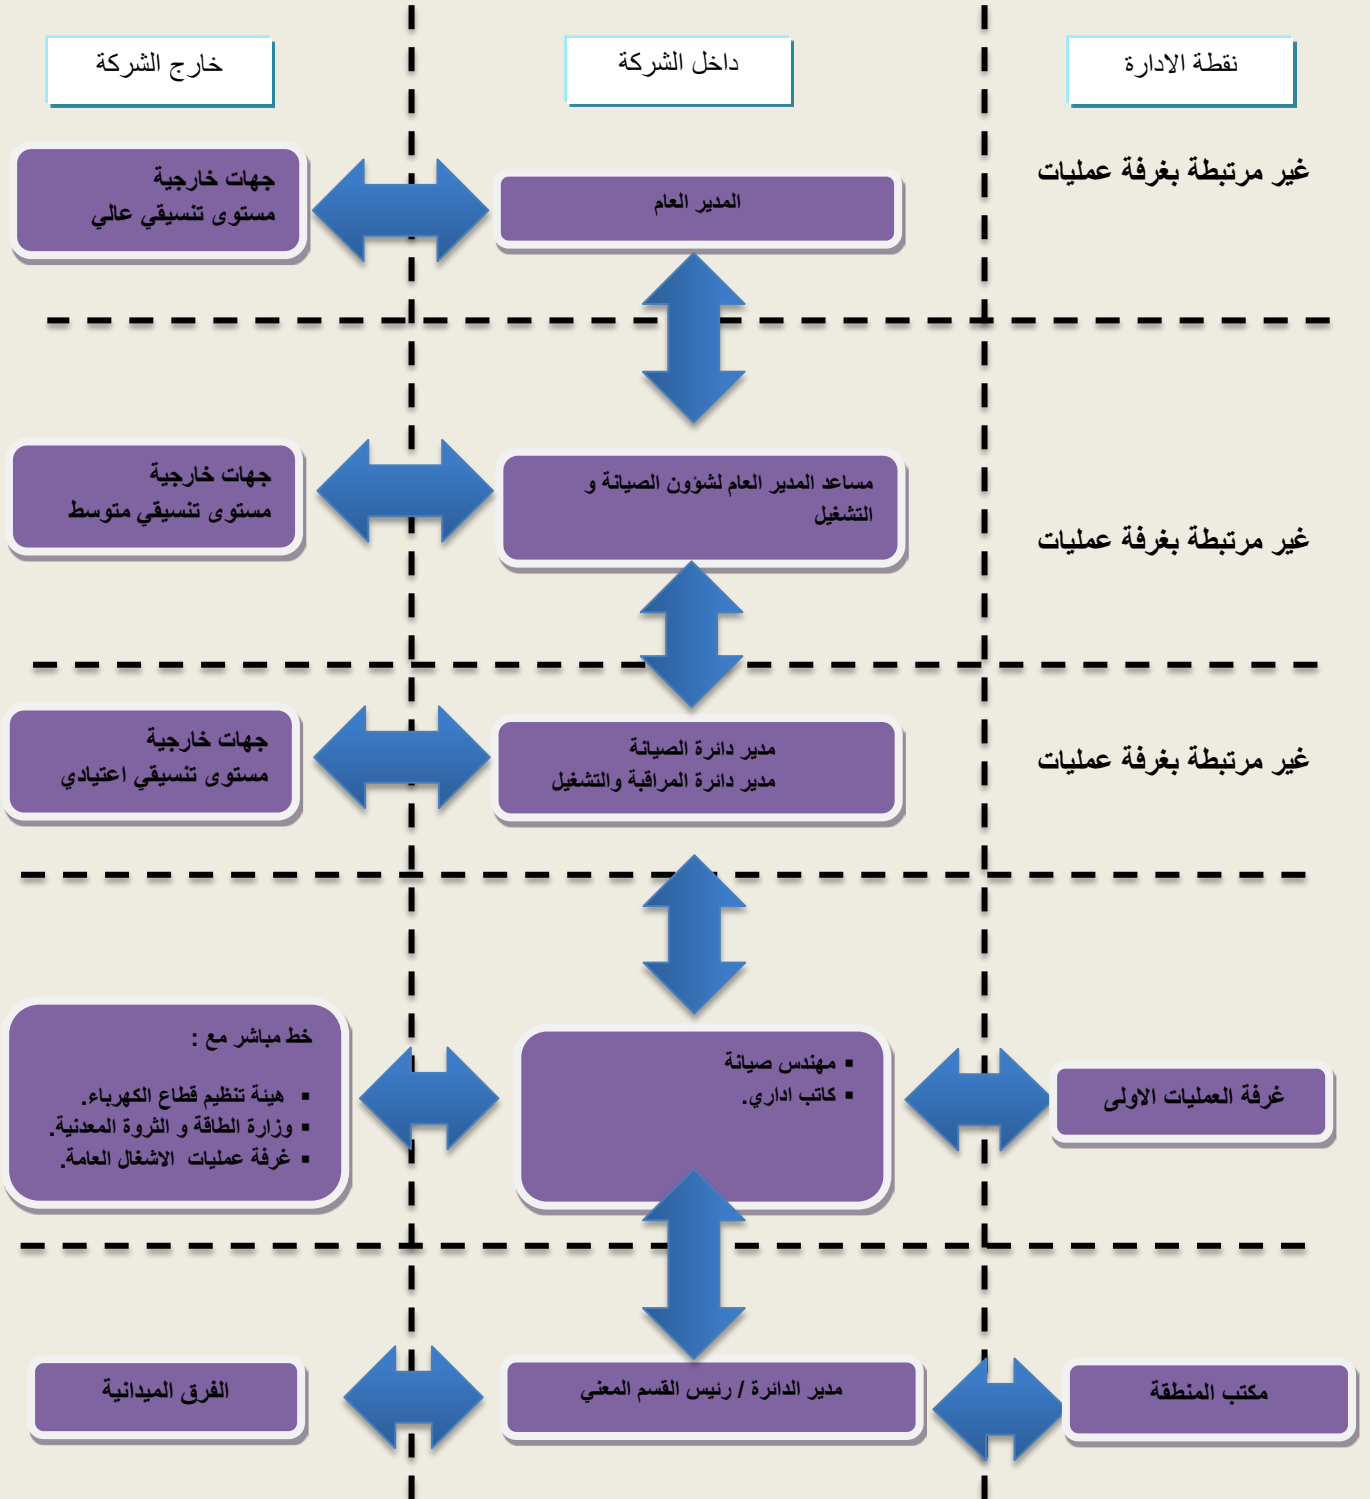 نقطة الادارة
داخل الشركة
خارج الشركة
غير مرتبطة بغرفة عمليات
المدير العام
جهات خارجية
مستوى تنسيقي عالي
غير مرتبطة بغرفة عمليات
مساعد المدير العام لشؤون الصيانة و
التشغيل
جهات خارجية
مستوى تنسيقي متوسط
غير مرتبطة بغرفة عمليات
مدير دائرة الصيانة
مدير دائرة المراقبة والتشغيل
جهات خارجية
مستوى تنسيقي اعتيادي
غرفة العمليات الاولى
▪ مهندس صيانة
▪ كاتب اداري.
خط مباشر مع :
▪ هيئة تنظيم قطاع الكهرباء.
▪ وزارة الطاقة و الثروة المعدنية.
▪ غرفة عمليات الاشغال العامة.
مكتب المنطقة
مدير الدائرة / رئيس القسم المعني
الفرق الميدانية